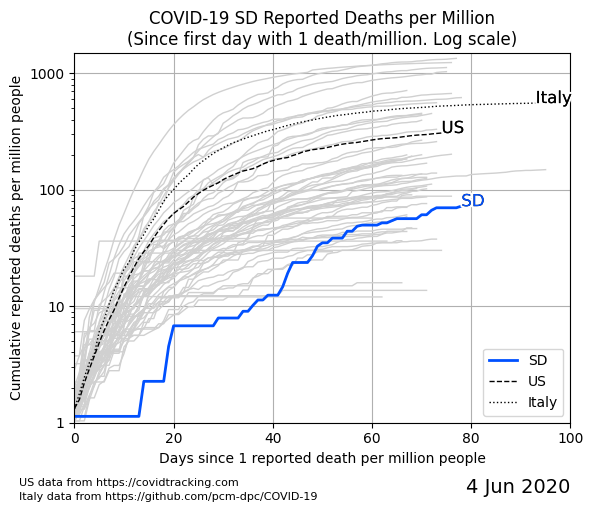 COVID-19 SD Reported Deaths per Million
(Since first day with 1 death/million. Log scale)
Cumulative reported deaths per million people
1000
100
10
1
Italy
US
SD
SD
US
Italy
0 20 40 60 80 100
Days since 1 reported death per million people
US data from https://covidtracking.com
Italy data from https://github.com/pcm-dpc/COVID-19
4 Jun 2020